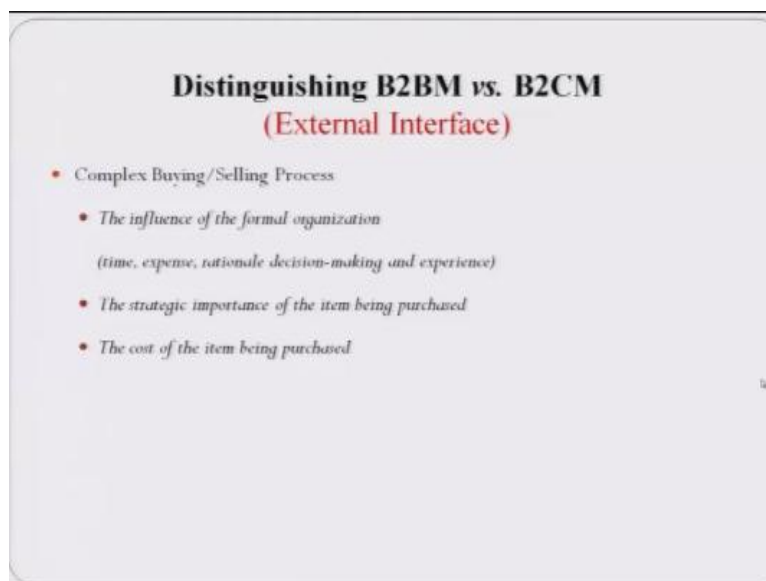 Distinguishing B2BM vs. B2CM
(External Interface)
• Complex Buying/Selling Process
• The influence of the formal organization
(time, expense, rationale decision-making and experience)
• The strategic importance of the item being purchased
• The cost of the item being purchased